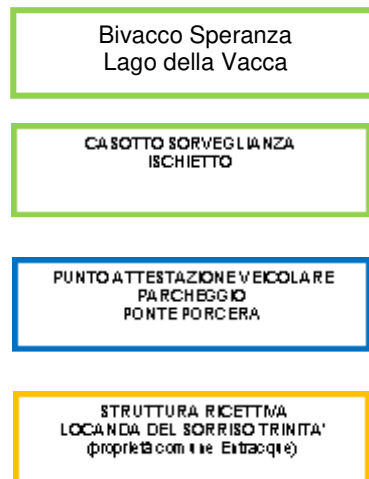 Bivacco Speranza
Lago della Vacca
CASOTTO SORVEGLIANZA
ISCHIETTO
PUNTO ATTESTAZIONE VEICOLARE
PARCHEGGIO
PONTE PORCERA
STRUTTURA RICETTIVA
LOCANDA DEL SORRISO TRINITA'
(proprietà comune Entracque)